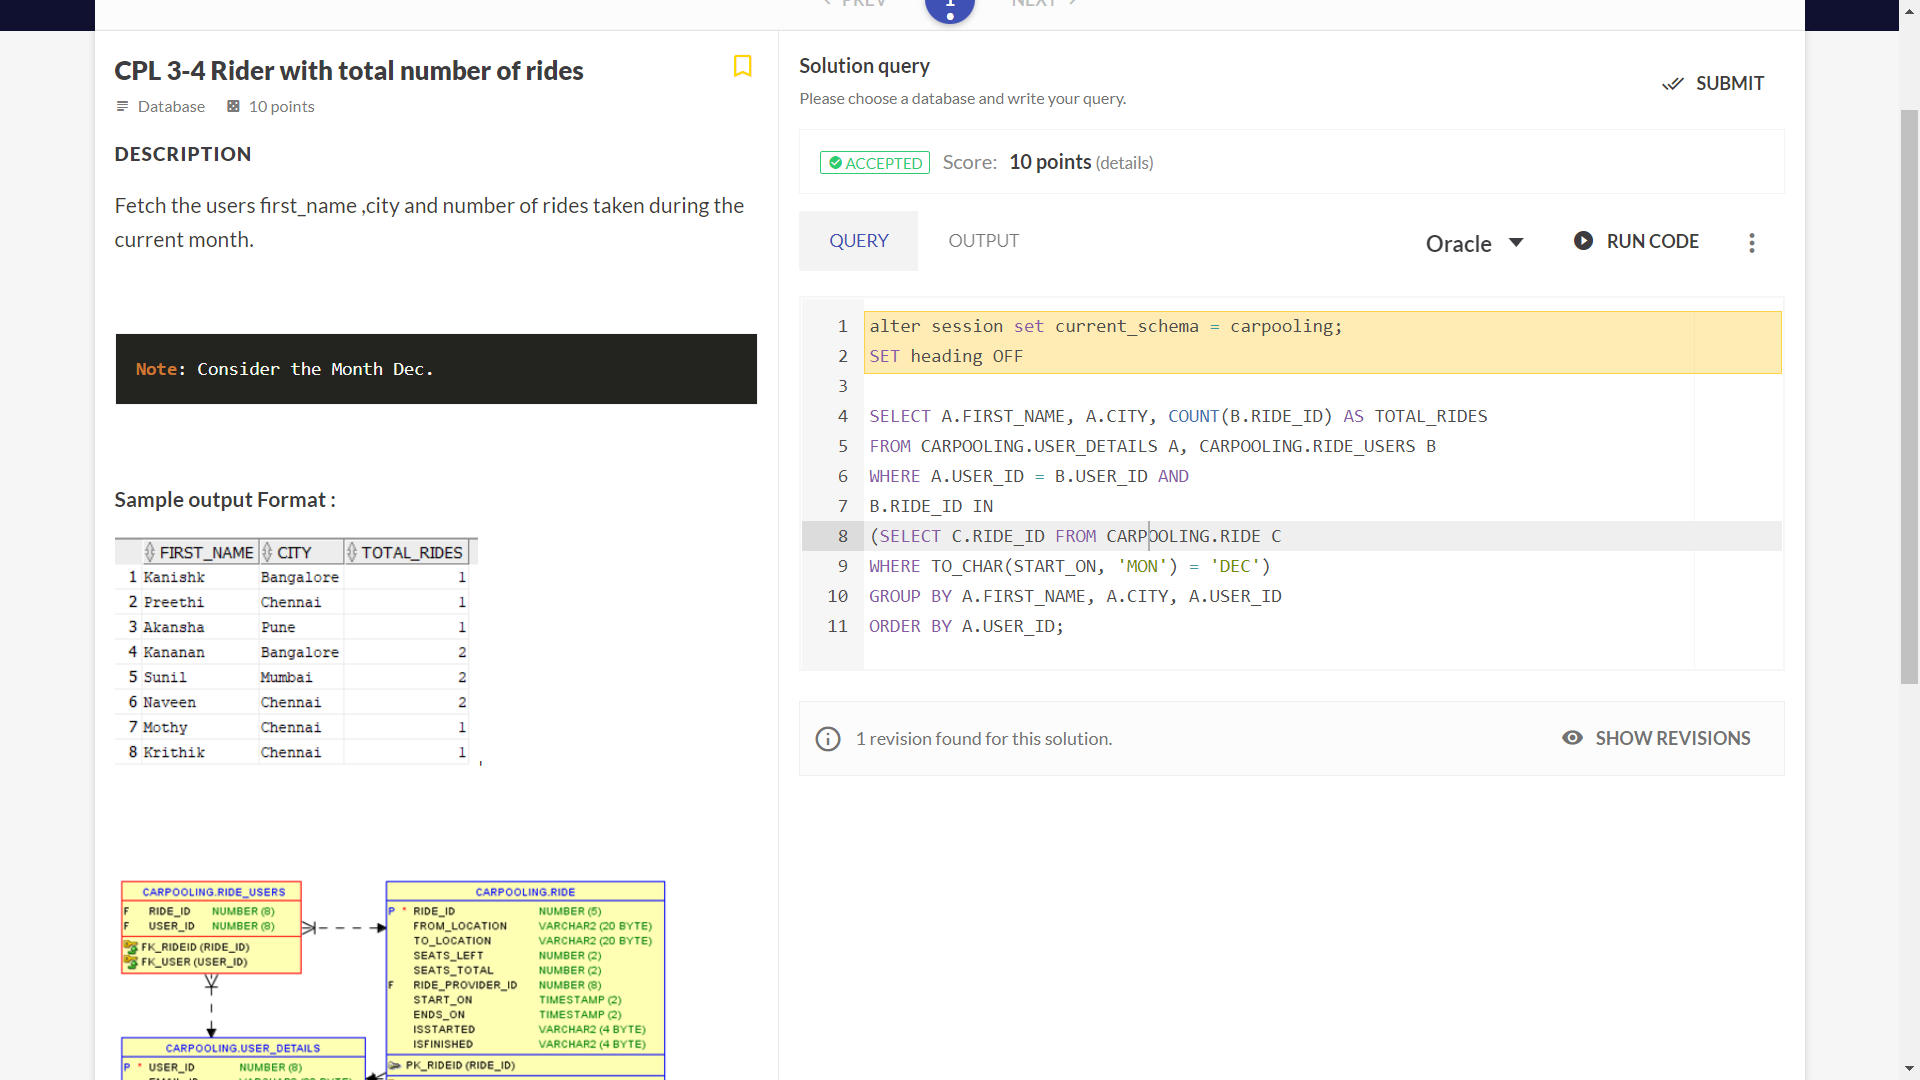 PREV
1
NEXT
CPL 3-4 Rider with total number of rides
Database 10 points
DESCRIPTION
Fetch the users first_name ,city and number of rides taken during the
current month.
Note: Consider the Month Dec.
Sample output Format :
FIRST_NAME CITY TOTAL_RIDES
1 Kanishk Bangalore 1
2 Preethi Chennai 1
3 Akansha Pune 1
4 Kananan Bangalore 2
5 Sunil Mumbai 2
6 Naveen Chennai 2
7 Mothy Chennai 1
8 Krithik Chennai 1
CARPOOLING.RIDE_USERS
F RIDE_ID NUMBER (8)
F USER_ID NUMBER (8)
FK_RIDEID (RIDE_ID)
FK_USER (USER_ID)
CARPOOLING.RIDE
P * RIDE_ID NUMBER (5)
FROM_LOCATION VARCHAR2 (20 BYTE)
TO_LOCATION VARCHAR2 (20 BYTE)
SEATS_LEFT NUMBER (2)
SEATS_TOTAL NUMBER (2)
F RIDE_PROVIDER_ID NUMBER (8)
START_ON TIMESTAMP (2)
ENDS_ON TIMESTAMP (2)
ISSTARTED VARCHAR2 (4 BYTE)
ISFINISHED VARCHAR2 (4 BYTE)
PK_RIDEID (RIDE_ID)
CARPOOLING.USER_DETAILS
P * USER_ID NUMBER (8)
Solution query
Please choose a database and write your query.
SUBMIT
ACCEPTED Score: 10 points (details)
QUERY OUTPUT Oracle RUN CODE
1 alter session set current_schema = carpooling;
2 SET heading OFF
3
4 SELECT A.FIRST_NAME, A.CITY, COUNT(B.RIDE_ID) AS TOTAL_RIDES
5 FROM CARPOOLING.USER_DETAILS A, CARPOOLING.RIDE_USERS B
6 WHERE A.USER_ID = B.USER_ID AND
7 B.RIDE_ID IN
8 (SELECT C.RIDE_ID FROM CARPOOLING.RIDE C
9 WHERE TO_CHAR(START_ON, 'MON') = 'DEC')
10 GROUP BY A.FIRST_NAME, A.CITY, A.USER_ID
11 ORDER BY A.USER_ID;
1 revision found for this solution.
SHOW REVISIONS